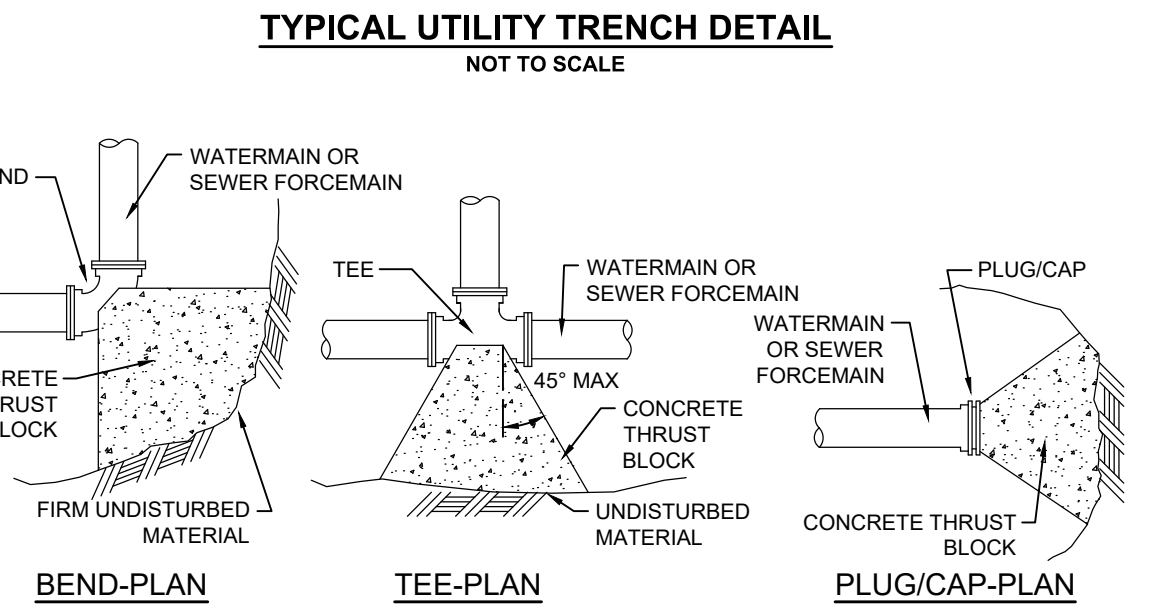 TYPICAL UTILITY TRENCH DETAIL
NOT TO SCALE
WATERMAIN OR
SEWER FORCEMAIN
FIRM UNDISTURBED
MATERIAL
BEND-PLAN
TEE
WATERMAIN OR
SEWER FORCEMAIN
45° MAX
CONCRETE
THRUST
BLOCK
UNDISTURBED
MATERIAL
TEE-PLAN
PLUG/CAP
WATERMAIN
OR SEWER
FORCEMAIN
CONCRETE THRUST
BLOCK
PLUG/CAP-PLAN